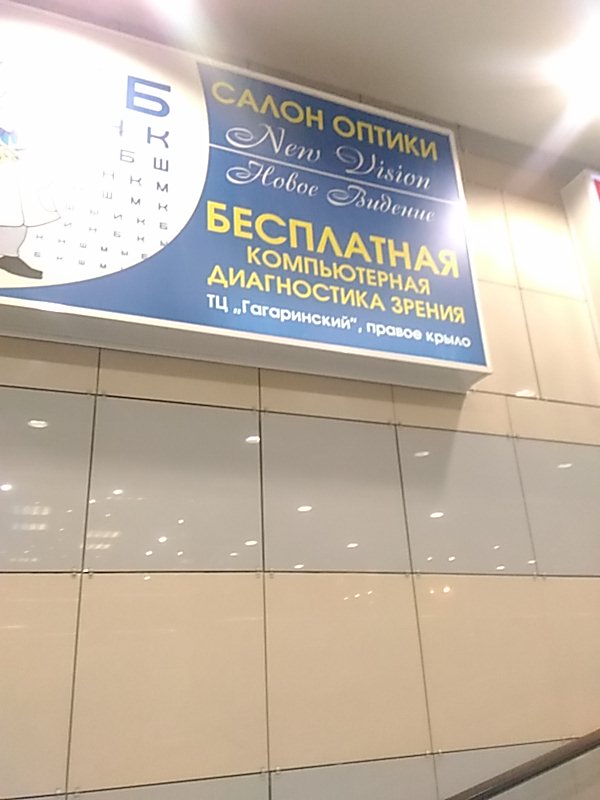 САЛОН ОПТИКИ
New Vision
Новое Видение
БЕСПЛАТНАЯ
КОМПЬЮТЕРНАЯ
ДИАГНОСТИКА ЗРЕНИЯ
ТЦ „Гагаринский", правое крыло
Б
К
Ш
М
К
Б